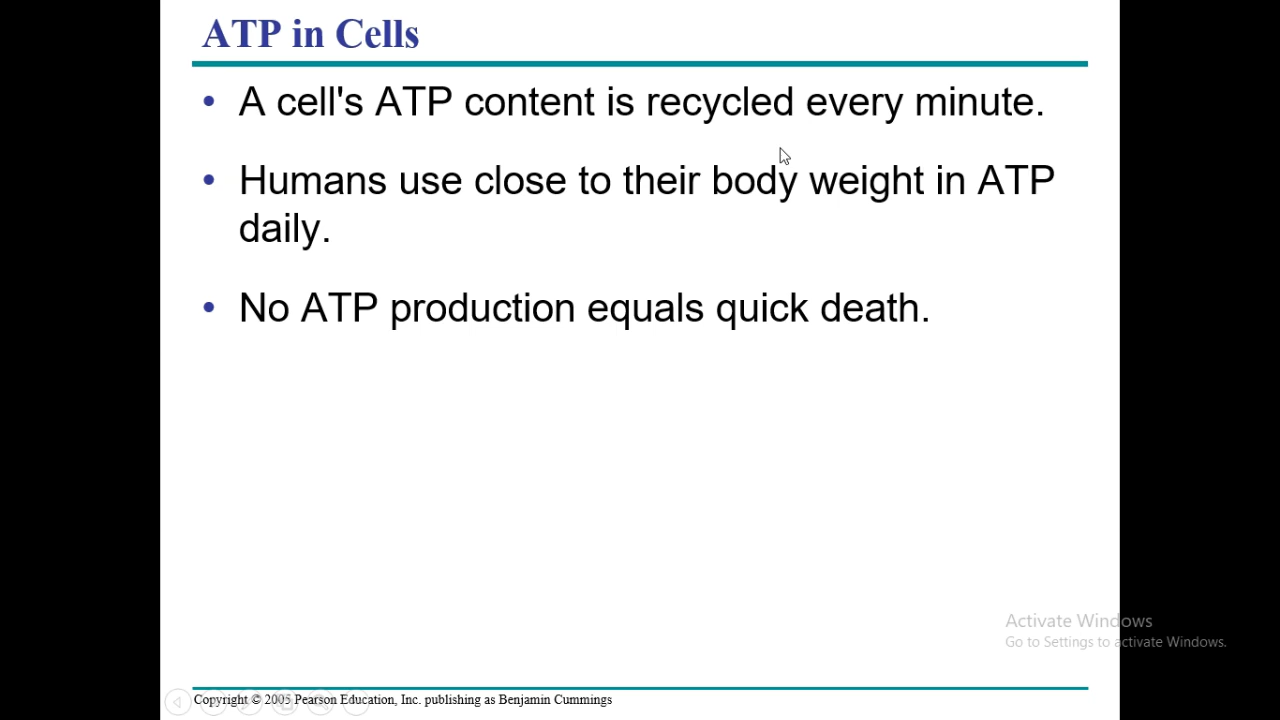 ATP in Cells
• A cell's ATP content is recycled every minute.
• Humans use close to their body weight in ATP
daily.
• No ATP production equals quick death.
Activate Windows
Go to Settings to activate Windows.
Copyright © 2005 Pearson Education, Inc. publishing as Benjamin Cummings